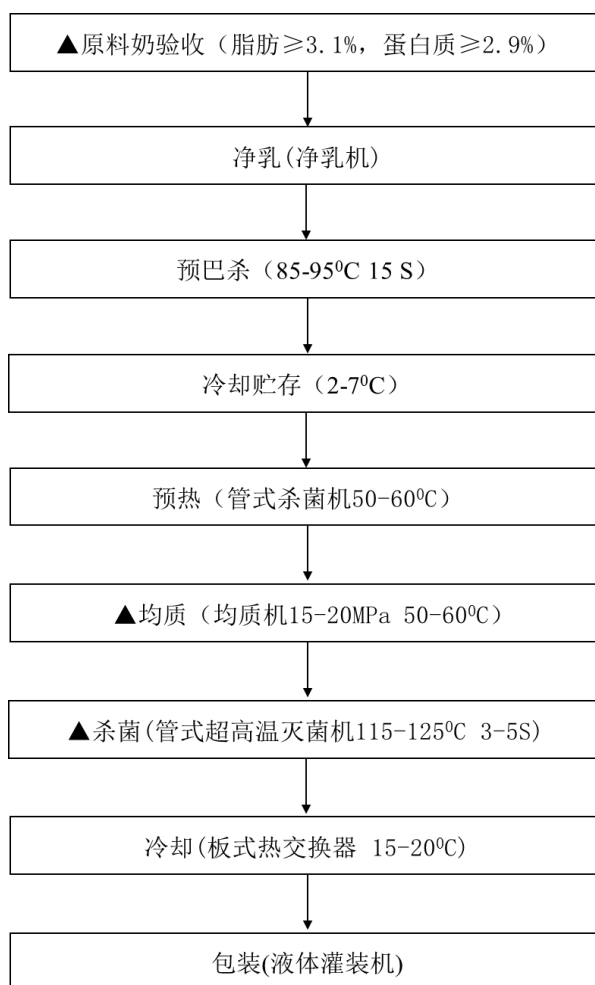 ▲原料奶验收（脂肪≥3.1%，蛋白质≥2.9%）
净乳(净乳机)
预巴杀（85-95⁰C 15 S）
冷却贮存（2-7⁰C）
预热（管式杀菌机50-60⁰C）
▲均质（均质机15-20MPa 50-60⁰C）
▲杀菌(管式超高温灭菌机115-125⁰C 3-5S)
冷却(板式热交换器 15-20⁰C)
包装(液体灌装机)